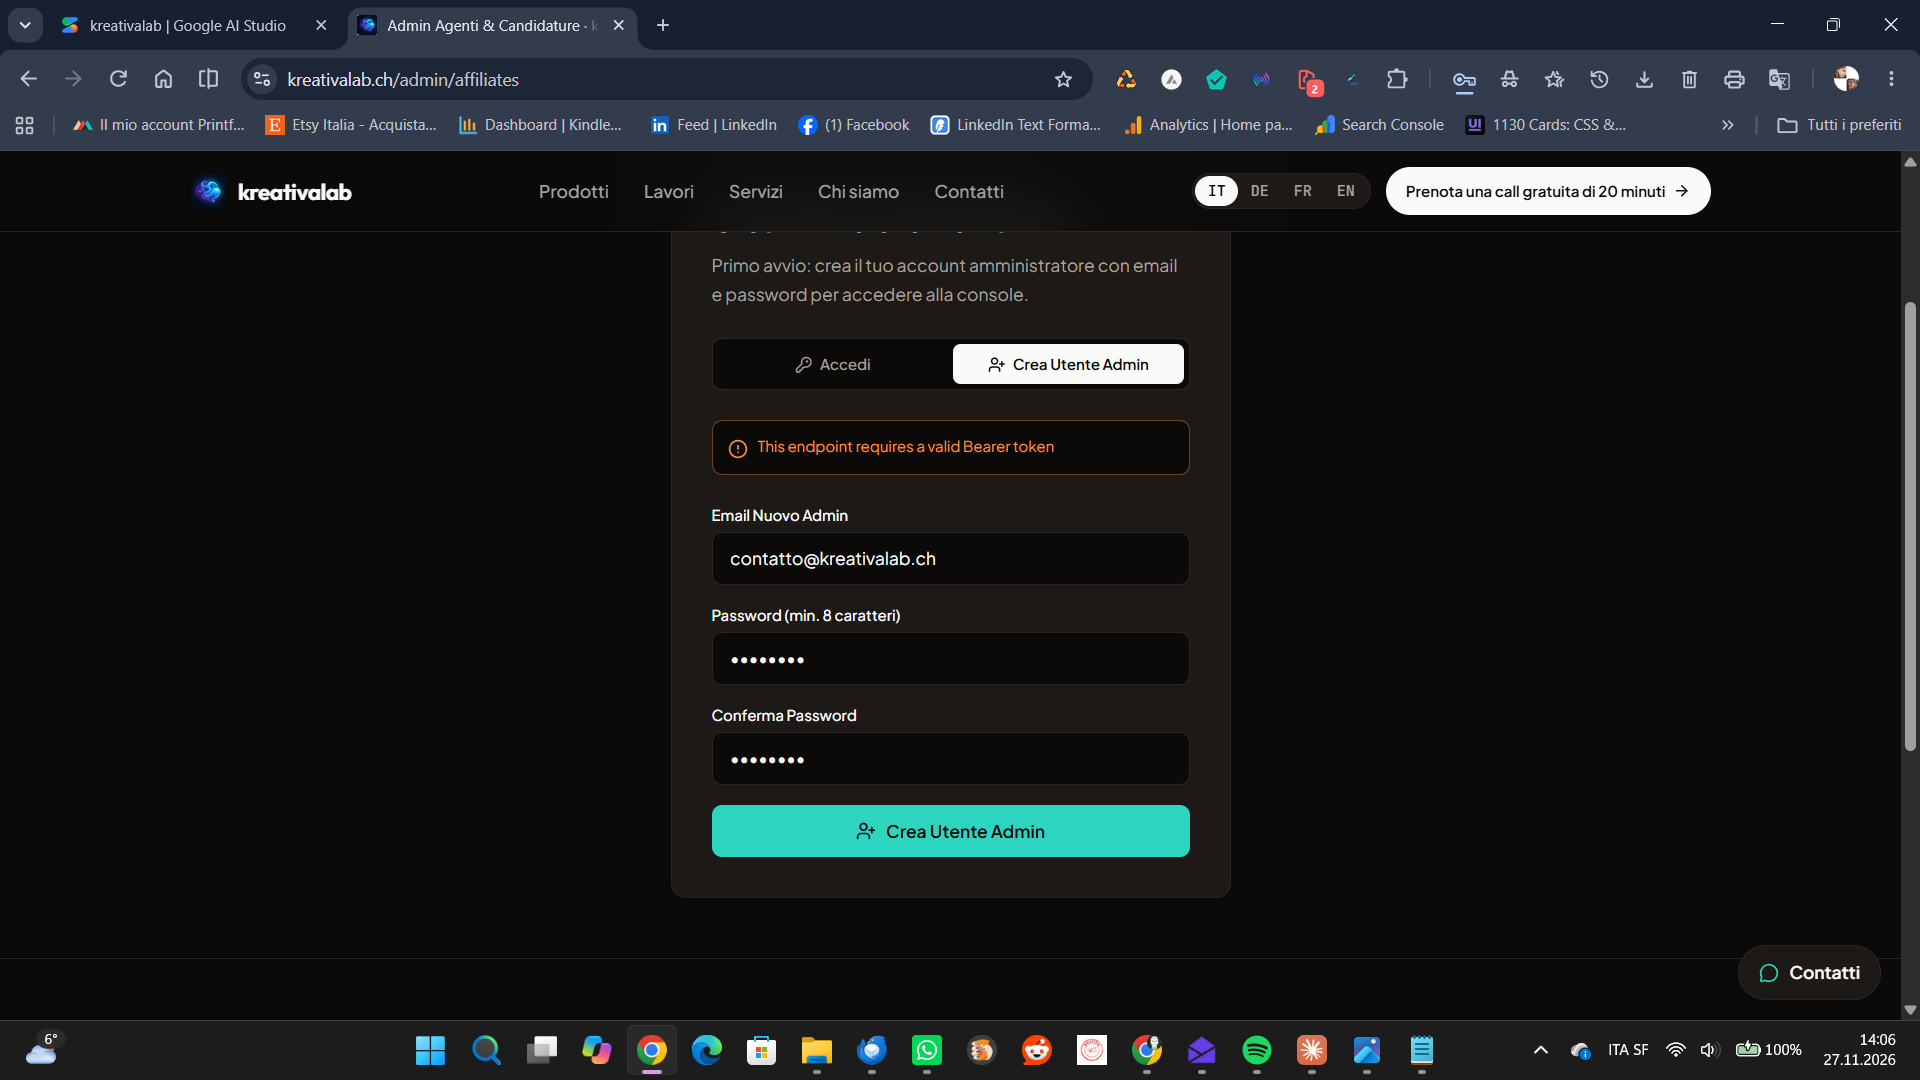 kreativalab | Google AI Studio
Admin Agenti & Candidature · k
kreativalab.ch/admin/affiliates
2
Il mio account Printf...
Etsy Italia - Acquista...
Dashboard | Kindle...
Feed | LinkedIn
(1) Facebook
LinkedIn Text Forma...
Analytics | Home pa...
Search Console
1130 Cards: CSS &...
Tutti i preferiti
kreativalab
Prodotti
Lavori
Servizi
Chi siamo
Contatti
IT
DE
FR
EN
Prenota una call gratuita di 20 minuti →
Primo avvio: crea il tuo account amministratore con email
e password per accedere alla console.
Accedi
Crea Utente Admin
This endpoint requires a valid Bearer token
Email Nuovo Admin
contatto@kreativalab.ch
Password (min. 8 caratteri)
••••••••
Conferma Password
••••••••
Crea Utente Admin
Contatti
6°
ITA SF
100%
14:06
27.11.2026